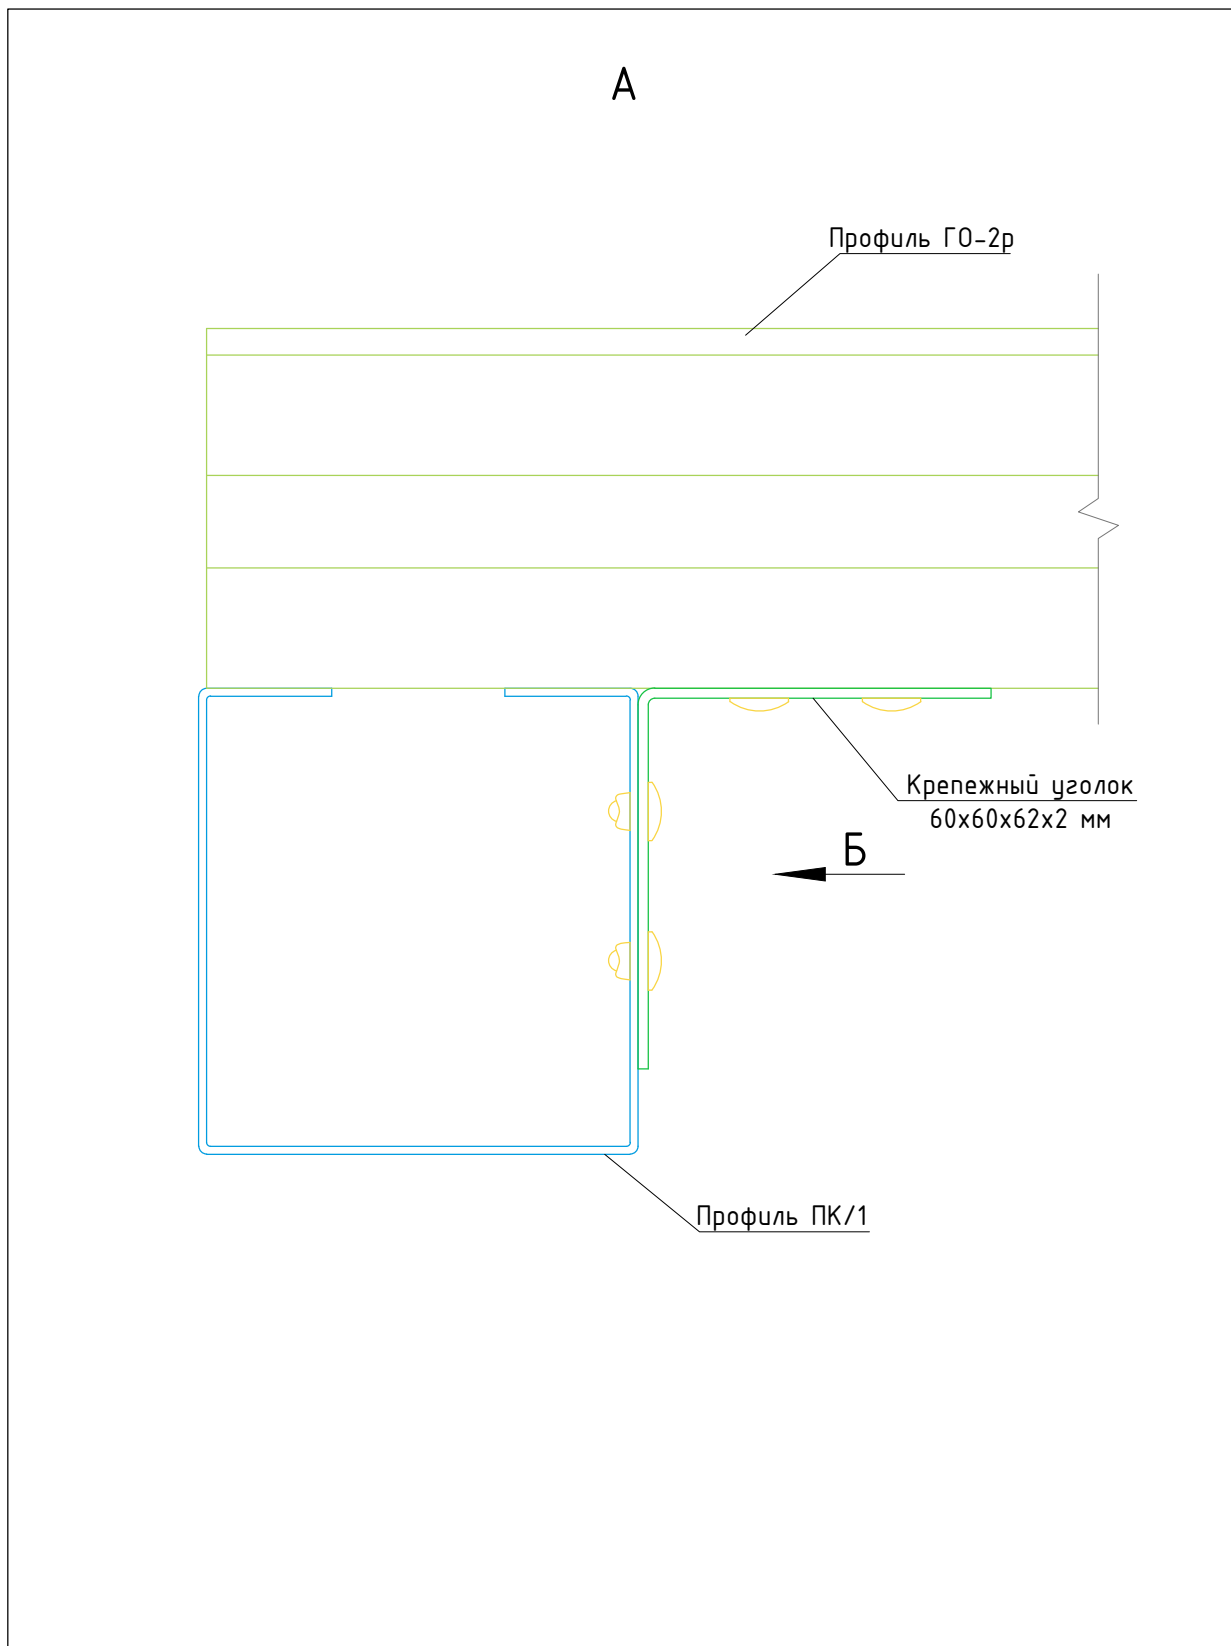 А
Профиль ГО-2р
Крепежный уголок
60х60х62х2 мм
Б
Профиль ПК/1